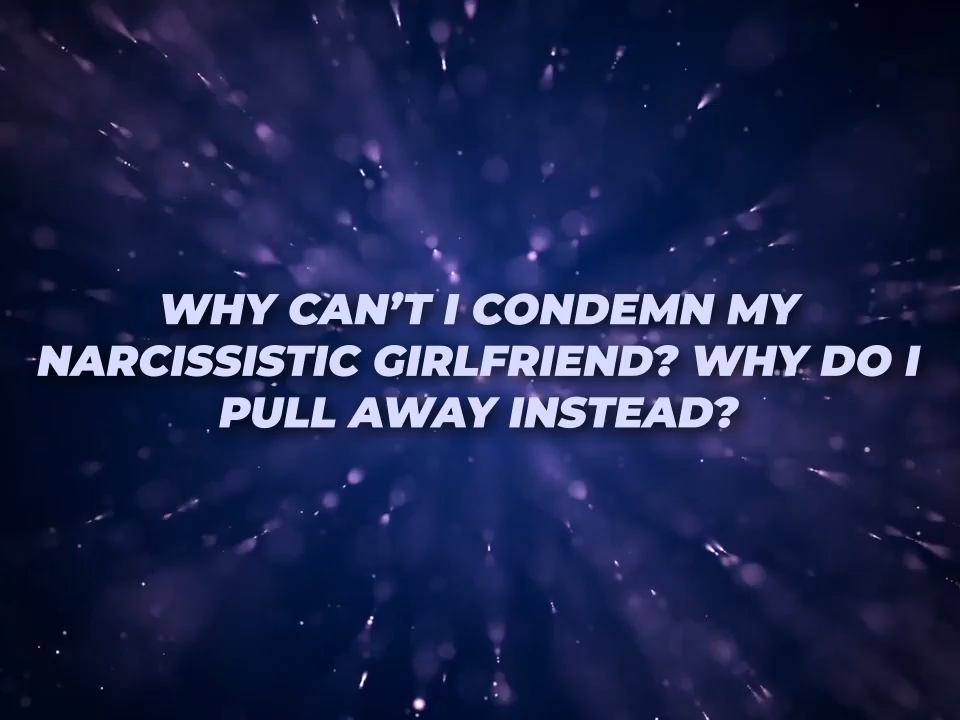 WHY CAN’T I CONDEMN MY
NARCISSISTIC GIRLFRIEND? WHY DO I
PULL AWAY INSTEAD?